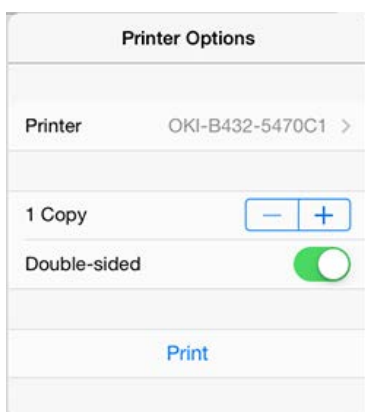 Printer Options
Printer OKI-B432-5470C1 >
1 Copy − +
Double-sided
Print